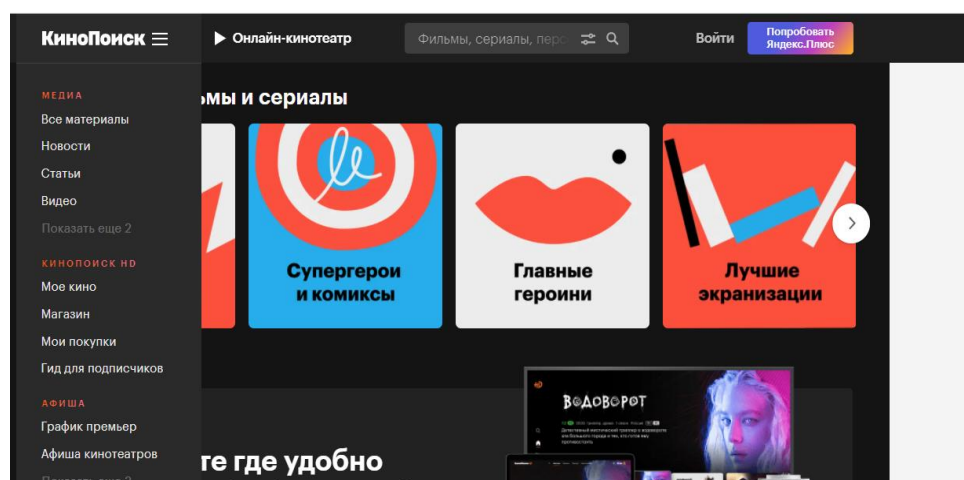 КиноПоиск
Онлайн-кинотеатр
Фильмы, сериалы, перс
Войти
Попробовать
Яндекс.Плюс
МЕДИА
Все материалы
Новости
Статьи
Видео
Показать еще 2
КИНОПОИСК HD
Мое кино
Магазин
Мои покупки
Гид для подписчиков
АФИША
График премьер
Афиша кинотеатров
ьмы и сериалы
Супергерои
и комиксы
Главные
героини
Лучшие
экранизации
те где удобно
ВОДОВОРОТ